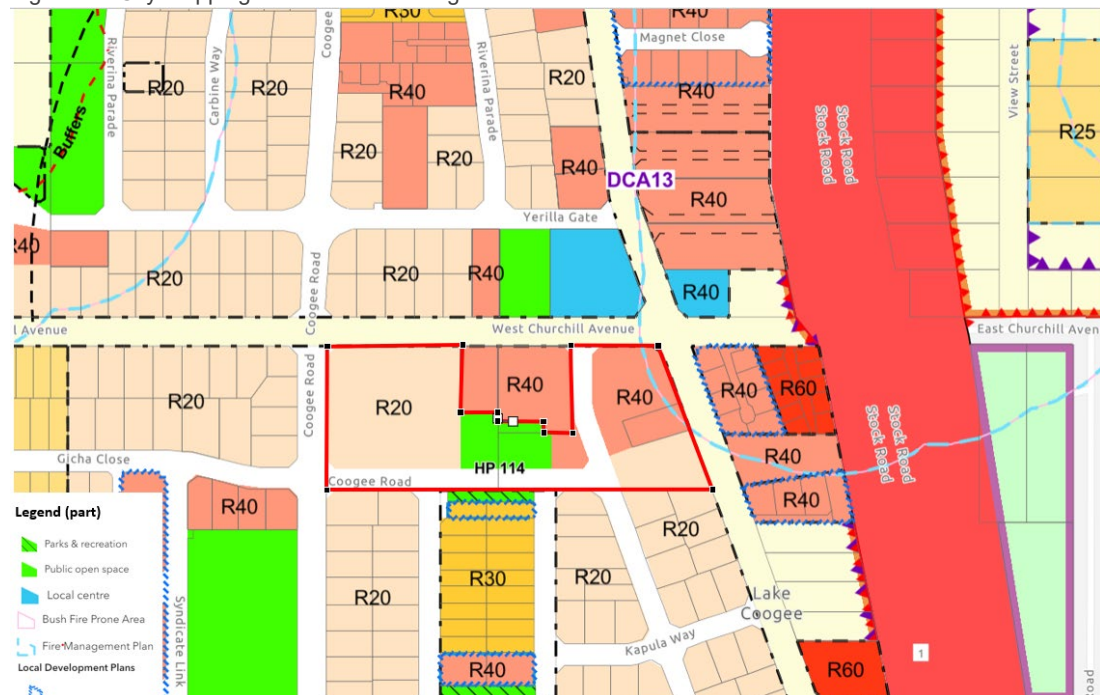 R30
R40
Magnet Close
Coogee
Riverina Parade
Carbine Way
Riverina Parade
View Street
R20
R20
R20
R40
R40
Buffers
Stock Road
Stock Road
R25
R20
R20
R40
DCA13
R40
Yerilla Gate
R40
R20
R20
R40
R40
Coogee Road
l Avenue
West Churchill Avenue
East Churchill Aven
R20
Coogee Road
R20
R40
R40
R40
R60
Stock Road
Stock Road
Gicha Close
R40
HP 114
Coogee Road
R40
R40
Legend (part)
Parks & recreation
Public open space
Local centre
Bush Fire Prone Area
Fire Management Plan
Local Development Plans
Syndicate Link
R20
R30
R20
R20
Lake
Coogee
Kapula Way
R40
R60
1
oad